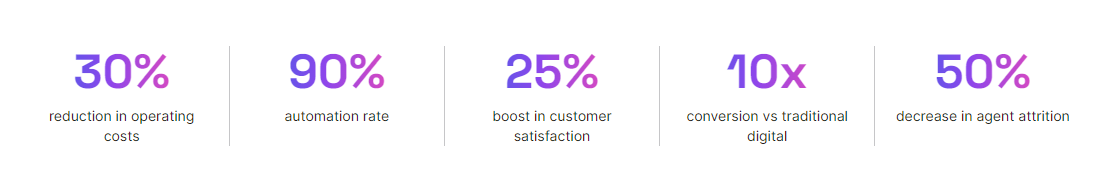 30%
reduction in operating
costs
90%
automation rate
25%
boost in customer
satisfaction
10x
conversion vs traditional
digital
50%
decrease in agent attrition